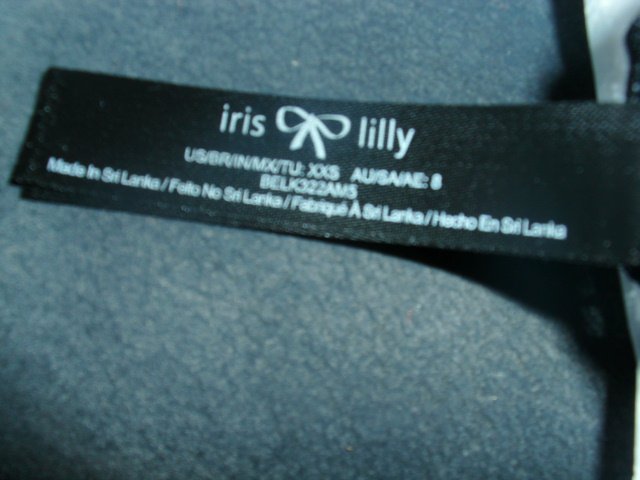 iris lilly
US/BR/IN/MX/TU: XXS AU/SA/AE: 8
BELK322AMS
Made In Sri Lanka / Feito No Sri Lanka / Fabriqué À Sri Lanka / Hecho En Sri Lanka